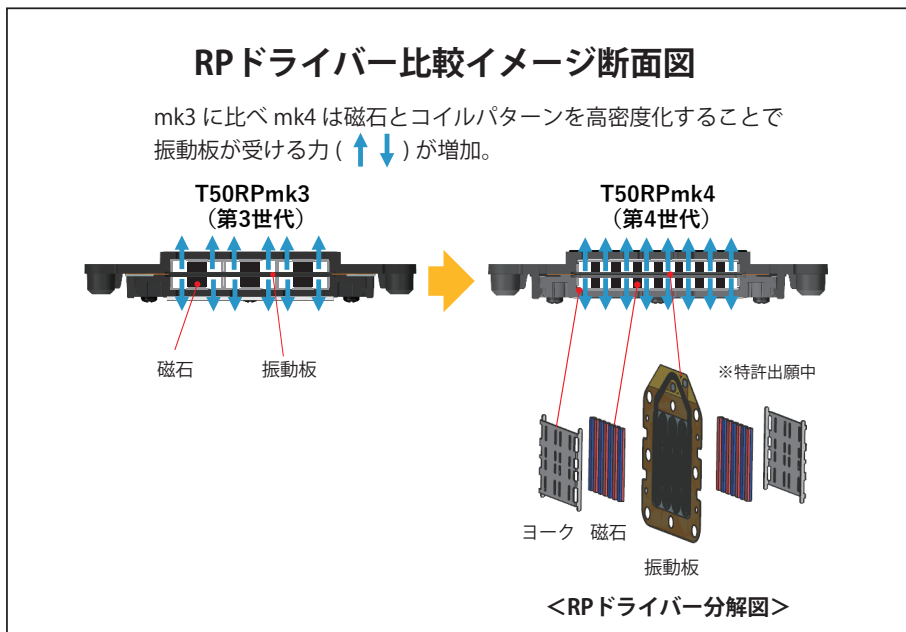 RPドライバー比較イメージ断面図
mk3 に比べ mk4 は磁石とコイルパターンを高密度化することで
振動板が受ける力 ( ) が増加。
T50RPmk3
（第3世代）
T50RPmk4
（第4世代）
磁石
振動板
※特許出願中
ヨーク
磁石
振動板
＜RPドライバー分解図＞